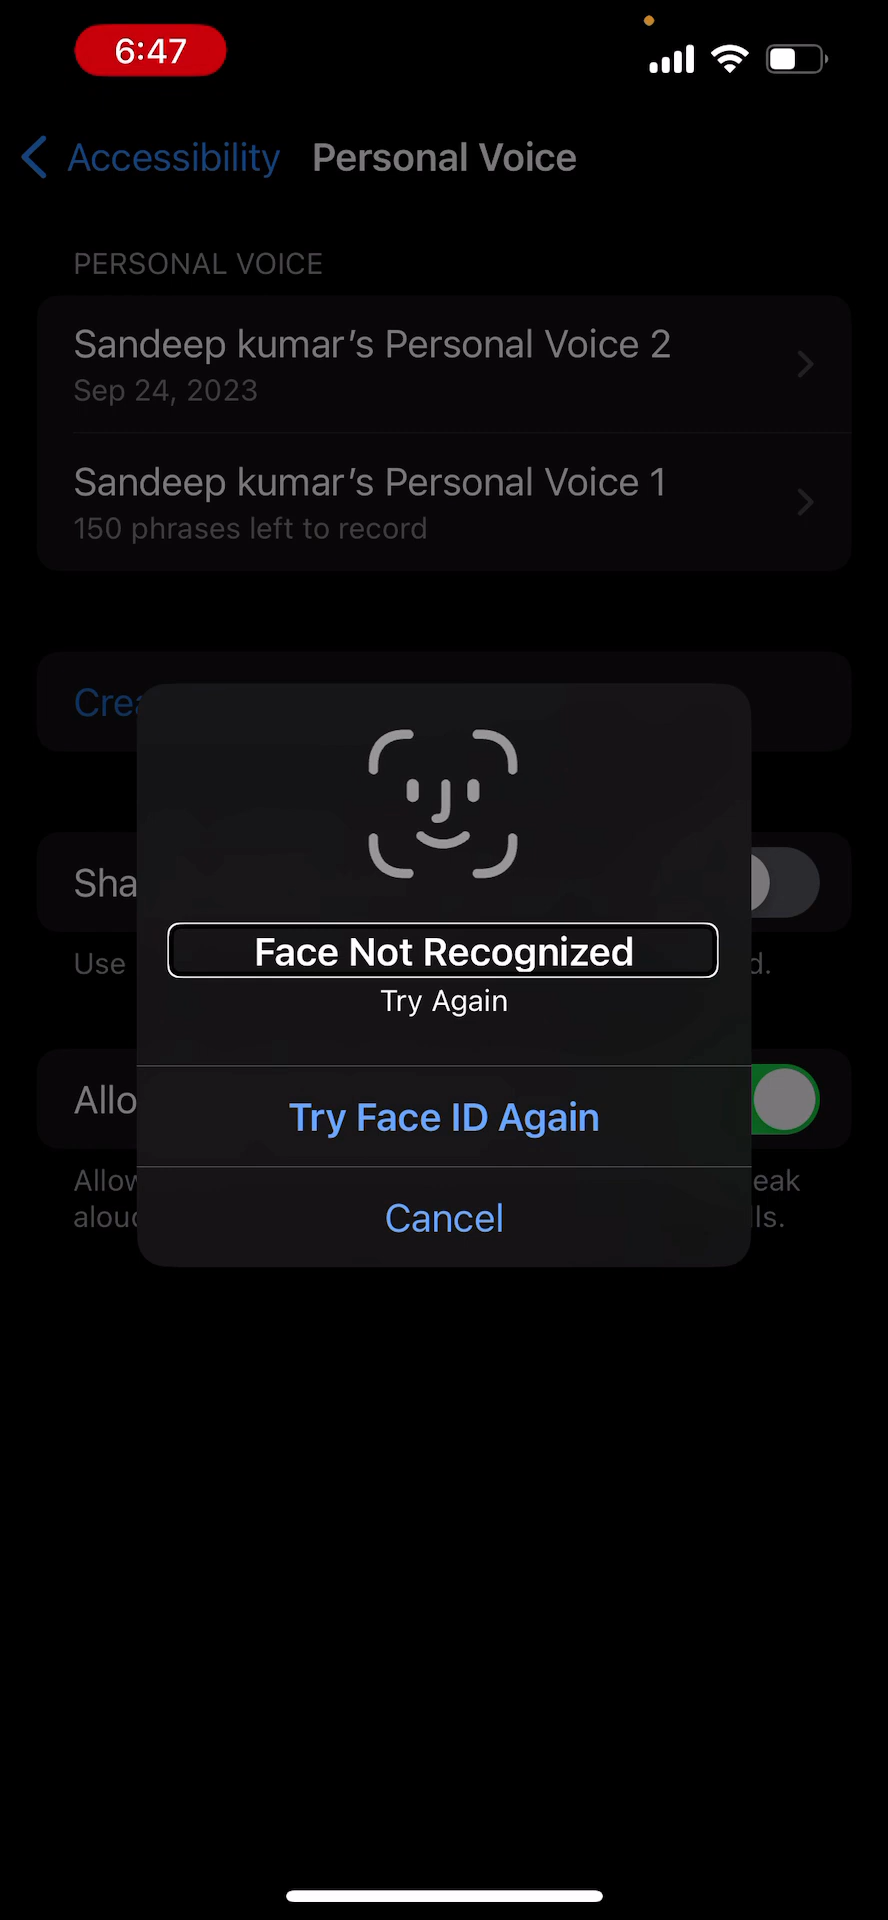 6:47
Accessibility
Personal Voice
PERSONAL VOICE
Sandeep kumar’s Personal Voice 2
Sep 24, 2023
Sandeep kumar’s Personal Voice 1
150 phrases left to record
Face Not Recognized
Try Again
Use
Try Face ID Again
Cancel